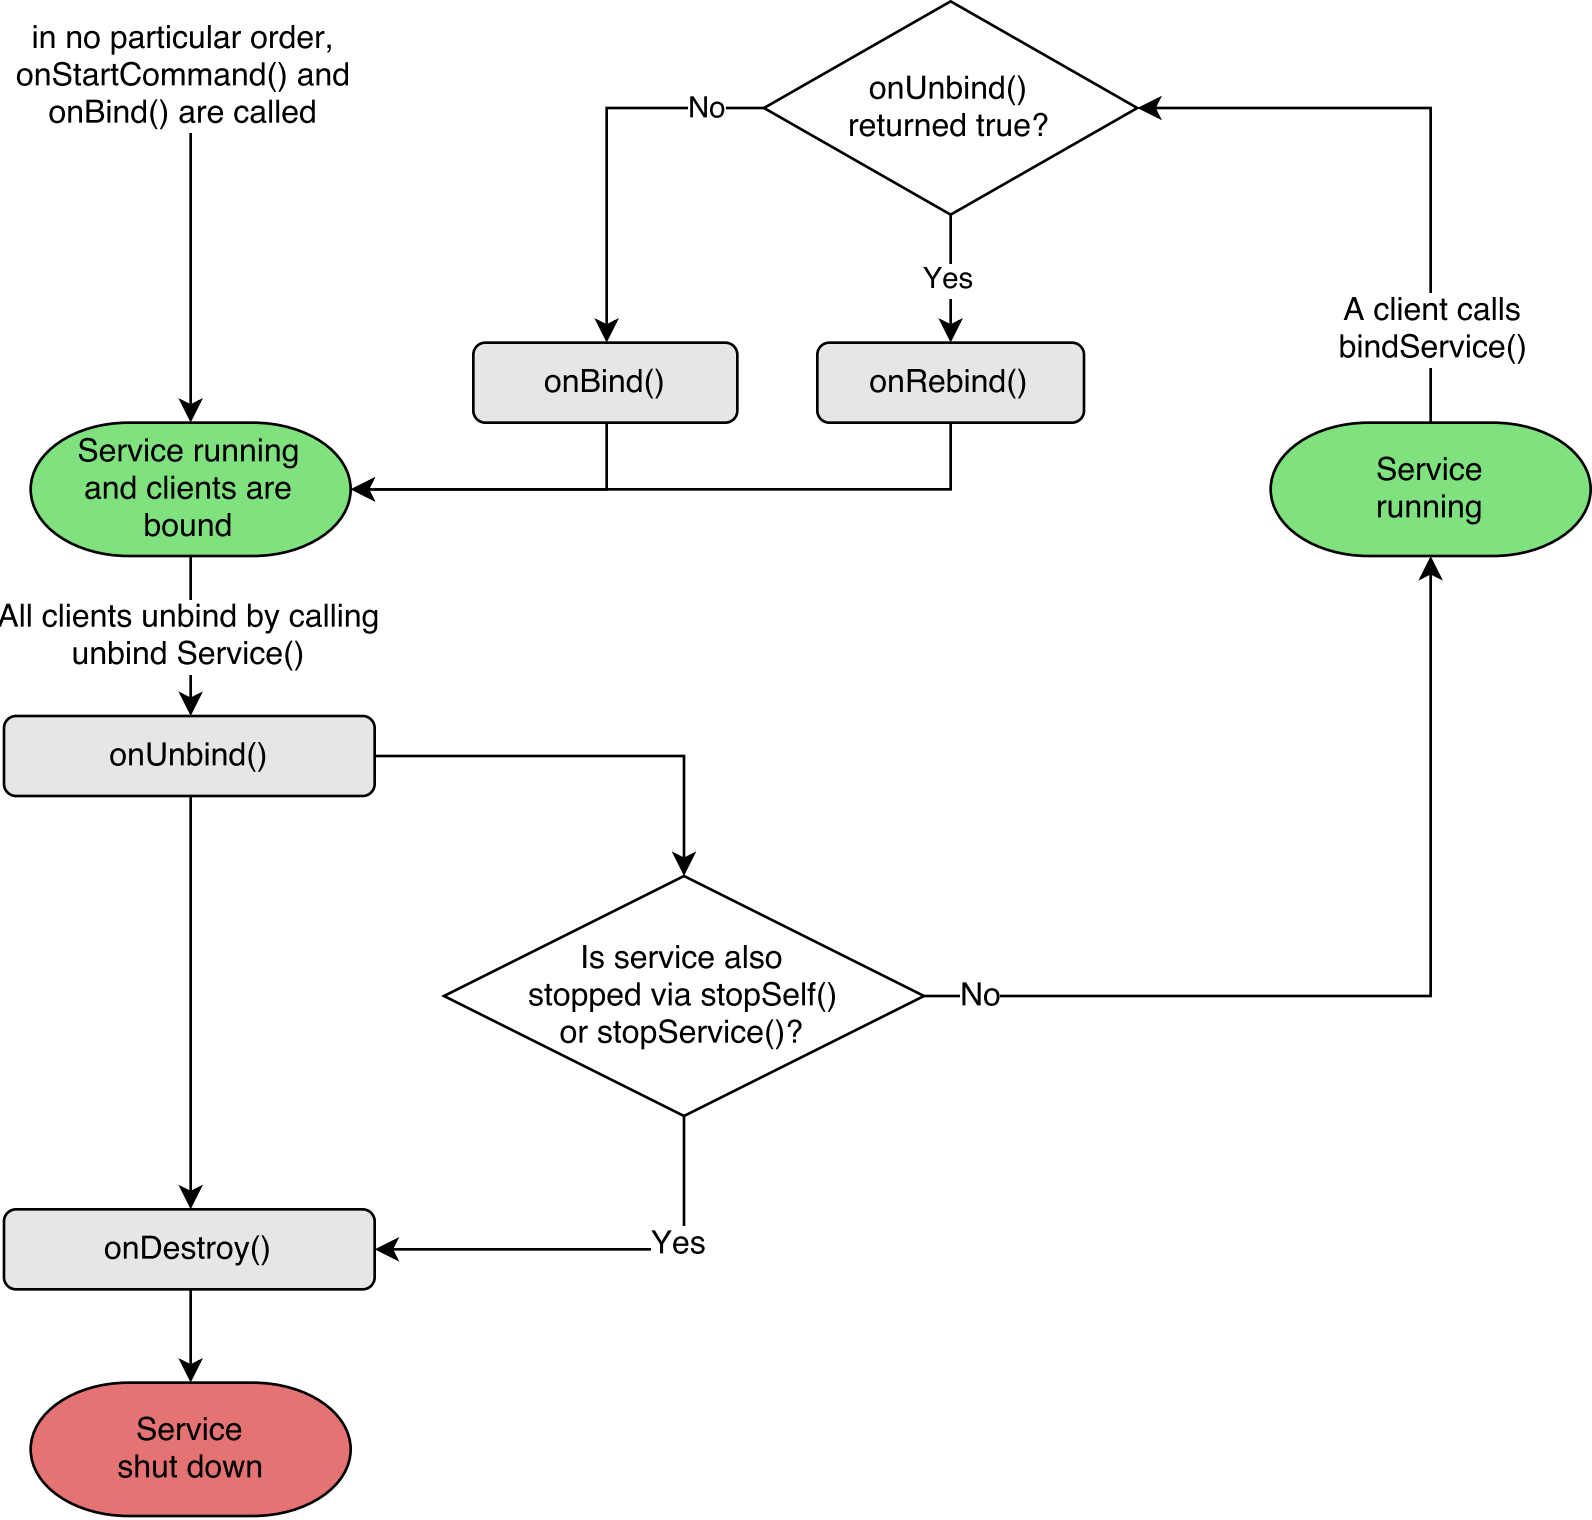 in no particular order,
onStartCommand() and
onBind() are called
onUnbind()
returned true?
No
Yes
A client calls
bindService()
onBind()
onRebind()
Service running
and clients are
bound
Service
running
All clients unbind by calling
unbind Service()
onUnbind()
Is service also
stopped via stopSelf()
or stopService()?
No
Yes
onDestroy()
Service
shut down